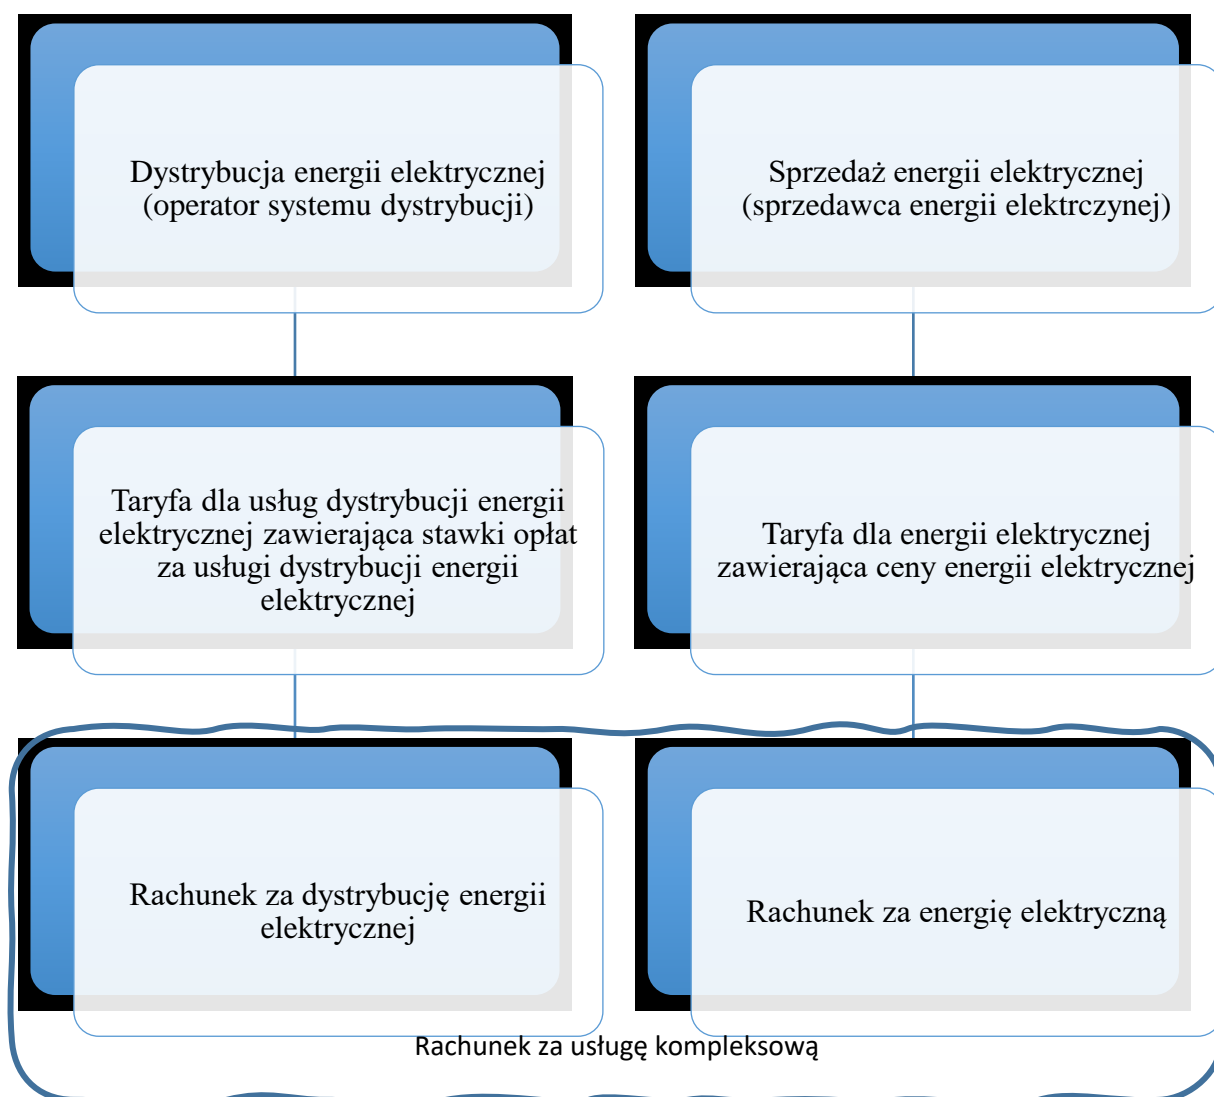 Dystrybucja energii elektrycznej
(operator systemu dystrybucji)
Sprzedaż energii elektrycznej
(sprzedawca energii elektrczynej)
Taryfa dla usług dystrybucji energii
elektrycznej zawierająca stawki opłat
za usługi dystrybucji energii
elektrycznej
Taryfa dla energii elektrycznej
zawierająca ceny energii elektrycznej
Rachunek za dystrybucję energii
elektrycznej
Rachunek za energię elektryczną
Rachunek za usługę kompleksową